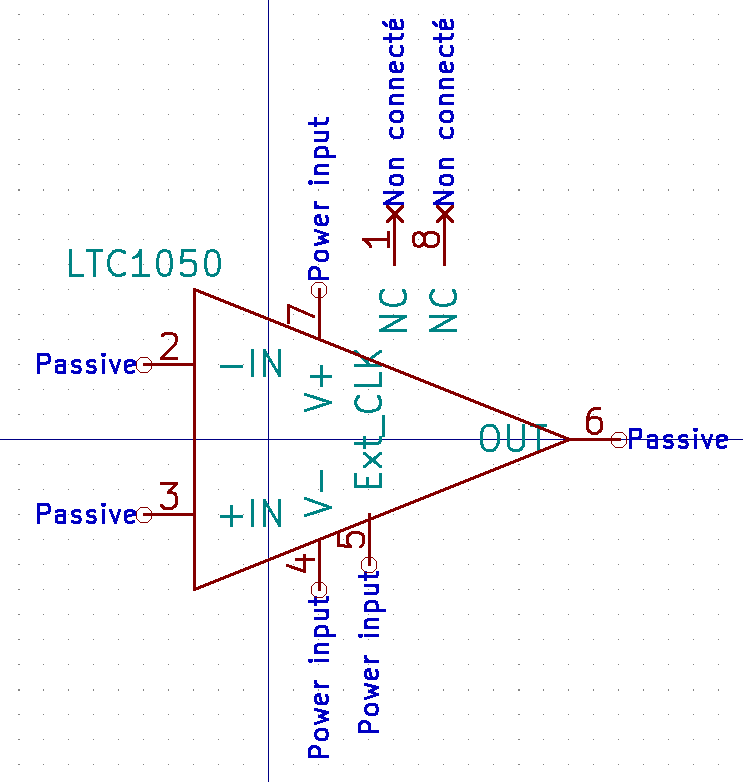 Non connecté
Non connecté
1
8
NC
NC
Power input
7
V+
LTC1050
Passive
2
-IN
Ext_CLK
OUT
6
Passive
Passive
3
+IN
V-
4
5
Power input
Power input